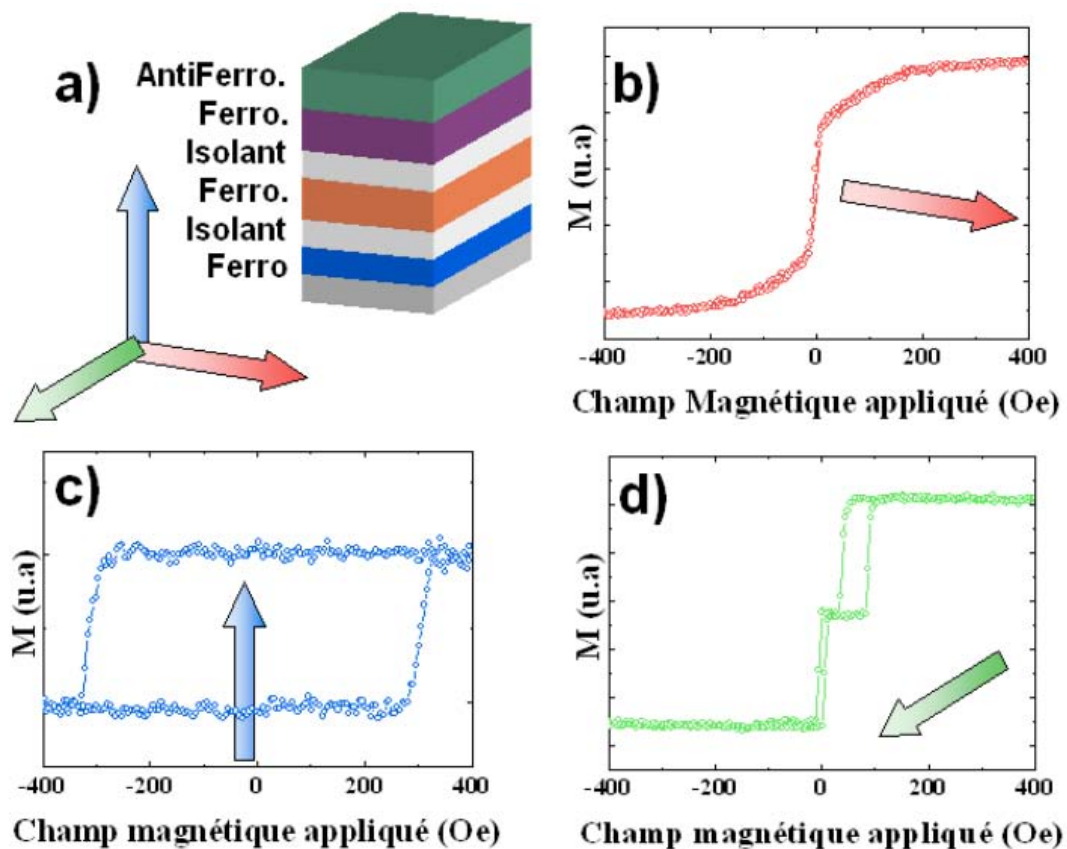 a)
AntiFerro.
Ferro.
Isolant
Ferro.
Isolant
Ferro
b)
M (u.a)
-400 -200 0 200 400
Champ Magnétique appliqué (Oe)
c)
M (u.a)
-400 -200 0 200 400
Champ magnétique appliqué (Oe)
d)
M (u.a)
-400 -200 0 200 400
Champ magnétique appliqué (Oe)